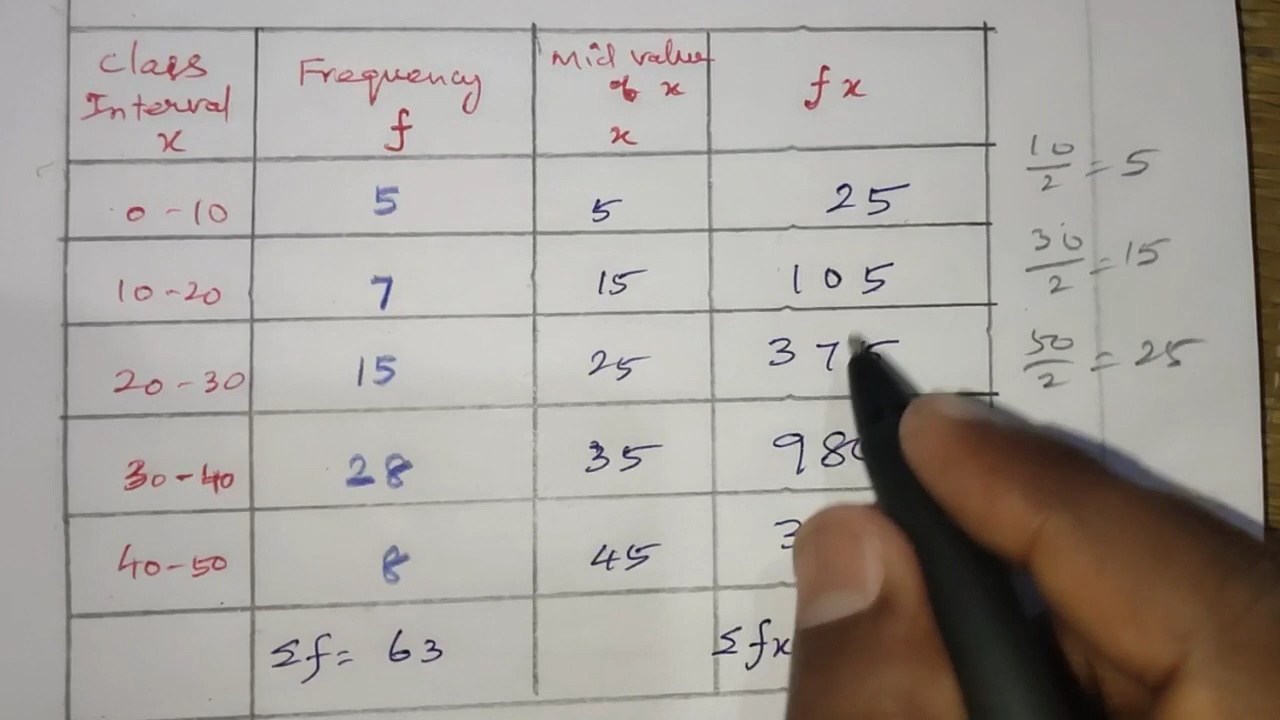 Class Interval x Frequency f Mid value of x x fx
0-10 5 5 25
10-20 7 15 105
20-30 15 25 375
30-40 28 35 980
40-50 8 45 3
Σf= 63 Σfx
10/2 = 5
30/2 = 15
50/2 = 25